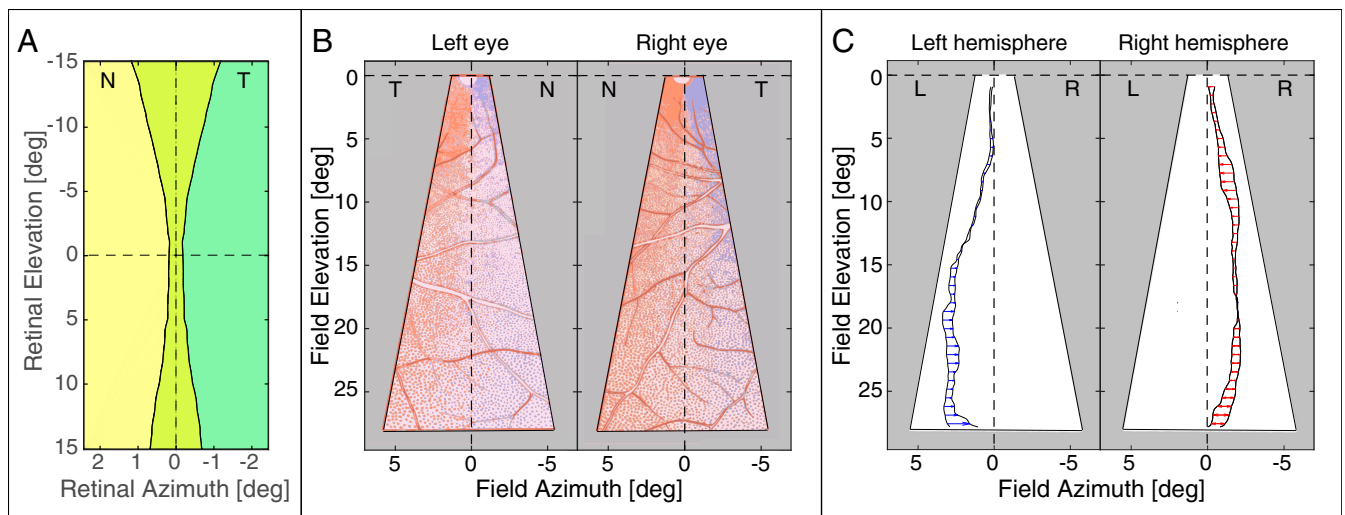 A
N T
-15
-10
-5
0
5
10
15
Retinal Elevation [deg]
2 1 0 -1 -2
Retinal Azimuth [deg]
B
Left eye Right eye
T N N T
0
5
10
15
20
25
Field Elevation [deg]
5 0 -5 5 0 -5
Field Azimuth [deg]
C
Left hemisphere Right hemisphere
L R L R
0
5
10
15
20
25
Field Elevation [deg]
5 0 -5 5 0 -5
Field Azimuth [deg]